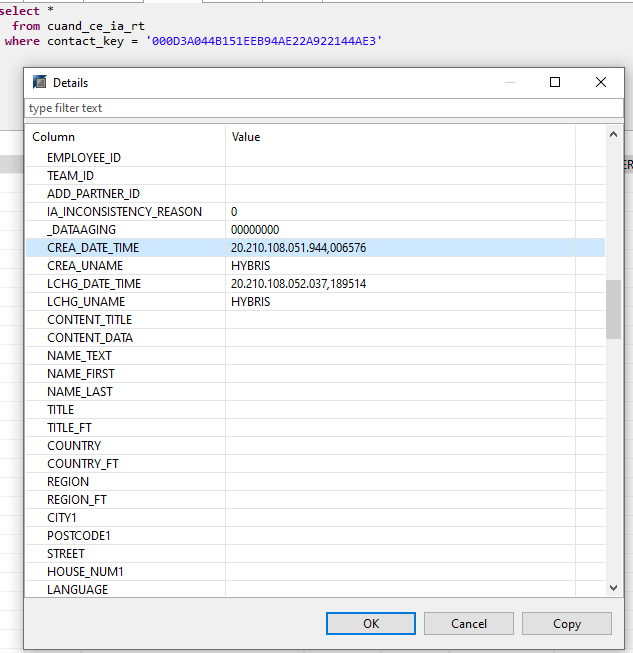 select *
from cuand_ce_ia_rt
where contact_key = '000D3A044B151EEB94AE22A922144AE3'
Details
type filter text
Column Value
EMPLOYEE_ID
TEAM_ID
ADD_PARTNER_ID
IA_INCONSISTENCY_REASON 0
_DATAAGING 00000000
CREA_DATE_TIME 20.210.108.051.944,006576
CREA_UNAME HYBRIS
LCHG_DATE_TIME 20.210.108.052.037,189514
LCHG_UNAME HYBRIS
CONTENT_TITLE
CONTENT_DATA
NAME_TEXT
NAME_FIRST
NAME_LAST
TITLE
TITLE_FT
COUNTRY
COUNTRY_FT
REGION
REGION_FT
CITY1
POSTCODE1
STREET
HOUSE_NUM1
LANGUAGE
OK Cancel Copy